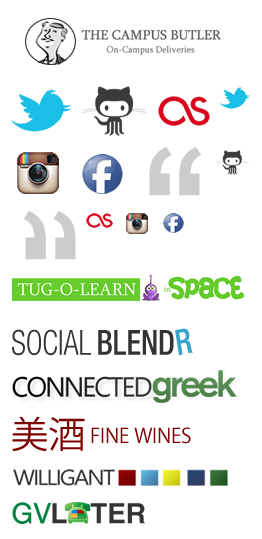 THE CAMPUS BUTLER
On-Campus Deliveries
TUG-O-LEARN in SPACE
SOCIAL BLENDR
CONNECTEDgreek
美酒 FINE WINES
WILLIGANT
GVLATER